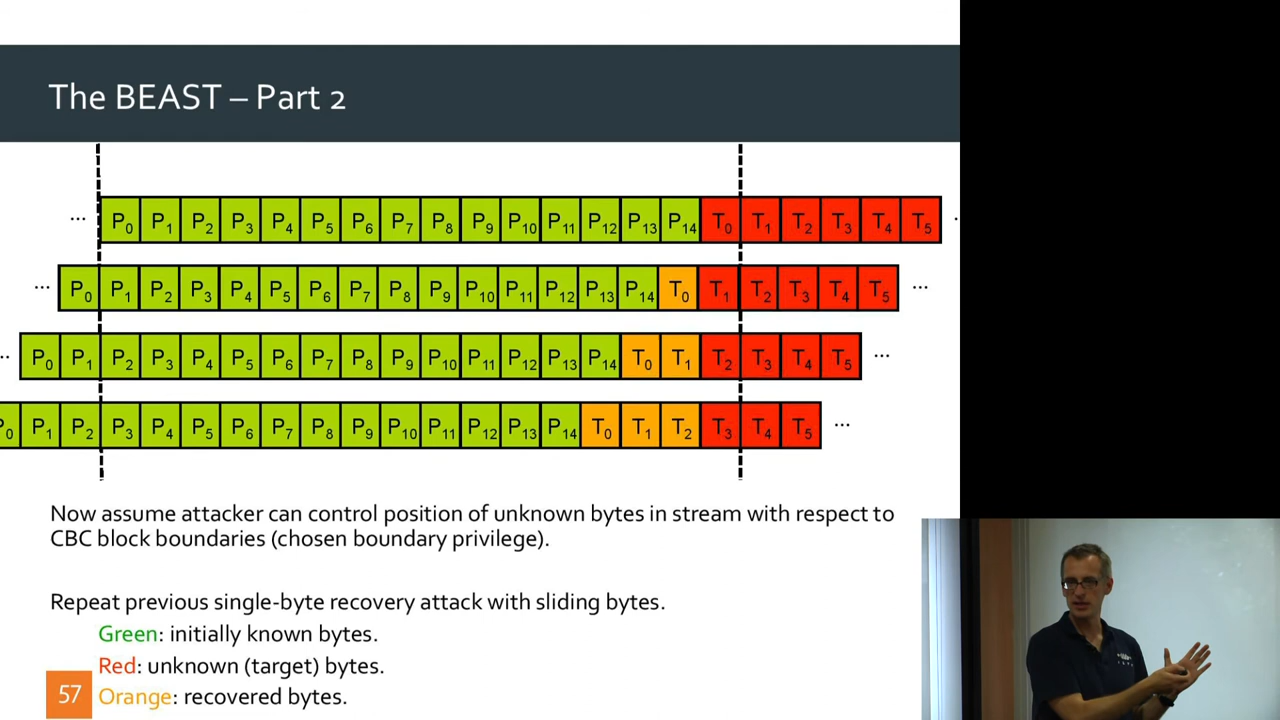 The BEAST – Part 2
... P0 P1 P2 P3 P4 P5 P6 P7 P8 P9 P10 P11 P12 P13 P14 T0 T1 T2 T3 T4 T5 ...
... P0 P1 P2 P3 P4 P5 P6 P7 P8 P9 P10 P11 P12 P13 P14 T0 T1 T2 T3 T4 T5 ...
... P0 P1 P2 P3 P4 P5 P6 P7 P8 P9 P10 P11 P12 P13 P14 T0 T1 T2 T3 T4 T5 ...
P0 P1 P2 P3 P4 P5 P6 P7 P8 P9 P10 P11 P12 P13 P14 T0 T1 T2 T3 T4 T5 ...
Now assume attacker can control position of unknown bytes in stream with respect to
CBC block boundaries (chosen boundary privilege).
Repeat previous single-byte recovery attack with sliding bytes.
Green: initially known bytes.
Red: unknown (target) bytes.
Orange: recovered bytes.
57